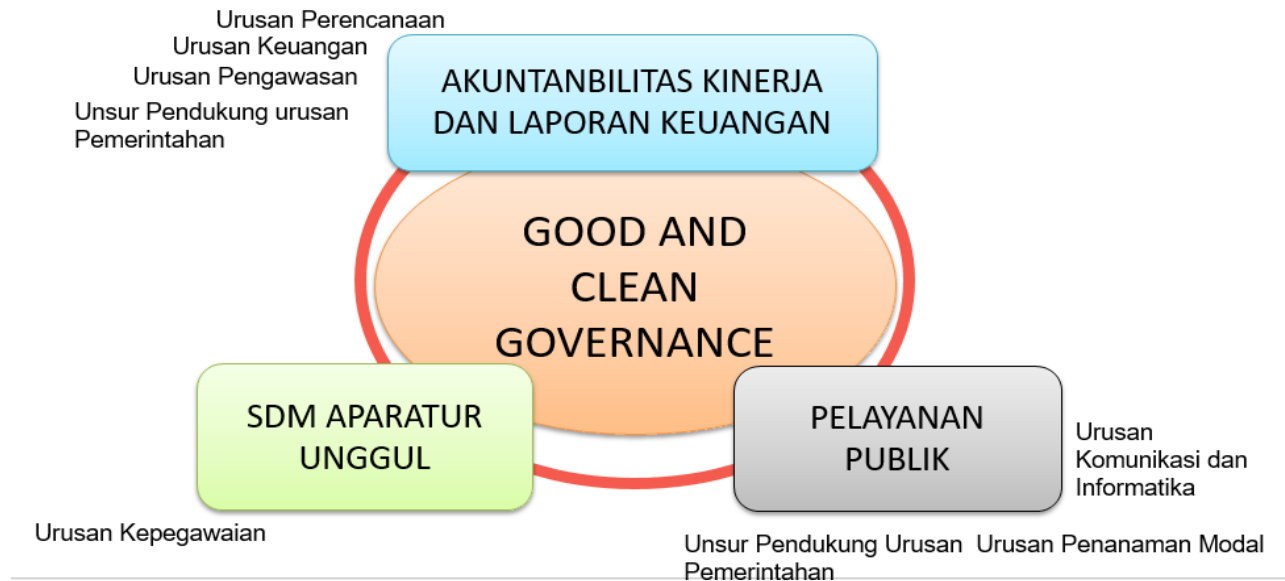 Urusan Perencanaan
Urusan Keuangan
Urusan Pengawasan
Unsur Pendukung urusan
Pemerintahan
AKUNTANBILITAS KINERJA
DAN LAPORAN KEUANGAN
GOOD AND
CLEAN
GOVERNANCE
SDM APARATUR
UNGGUL
PELAYANAN
PUBLIK
Urusan
Komunikasi dan
Informatika
Urusan Kepegawaian
Unsur Pendukung Urusan
Pemerintahan
Urusan Penanaman Modal